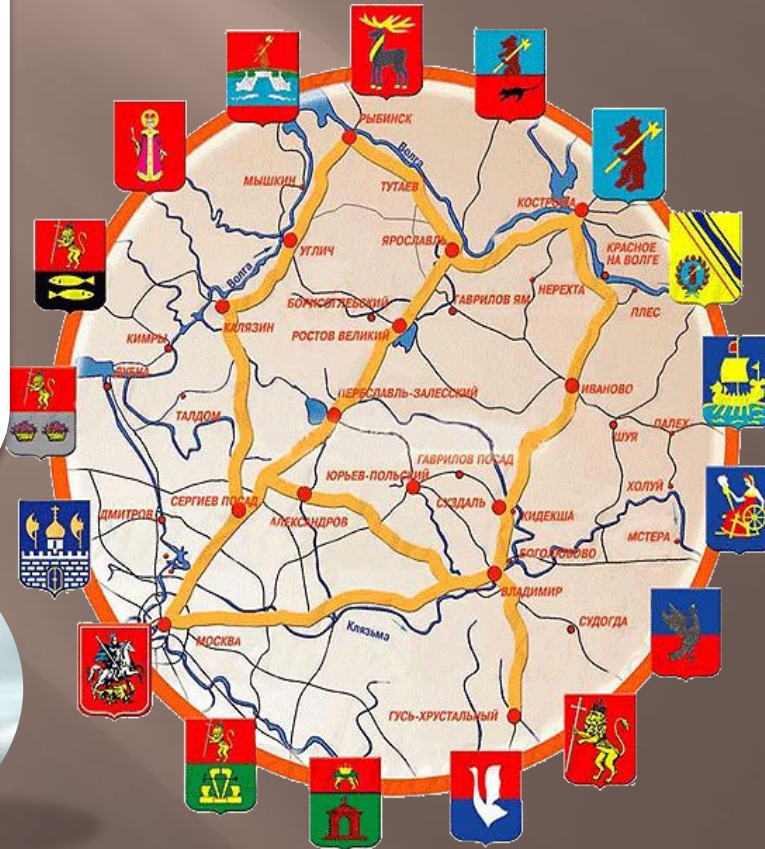 РЫБИНСК
Волга
МЫШКИН
ТУТАЕВ
КОСТРОМА
УГЛИЧ
ЯРОСЛАВЛЬ
КРАСНОЕ
НА ВОЛГЕ
Волга
НЕРЕХТА
БОРИСОГЛЕБСКИЙ
ГАВРИЛОВ ЯМ
ПЛЕС
КАЛЯЗИН
РОСТОВ ВЕЛИКИЙ
КИМРЫ
ДУБНА
ИВАНОВО
ПЕРЕСЛАВЛЬ-ЗАЛЕССКИЙ
ТАЛДОМ
ШУЯ
ПАЛЕХ
ГАВРИЛОВ ПОСАД
ЮРЬЕВ-ПОЛЬСКИЙ
ХОЛУЙ
СЕРГИЕВ ПОСАД
СУЗДАЛЬ
КИДЕКША
ДМИТРОВ
АЛЕКСАНДРОВ
МСТЕРА
БОГОЛЮБОВО
ВЛАДИМИР
МОСКВА
Клязьма
СУДОГДА
ГУСЬ-ХРУСТАЛЬНЫЙ